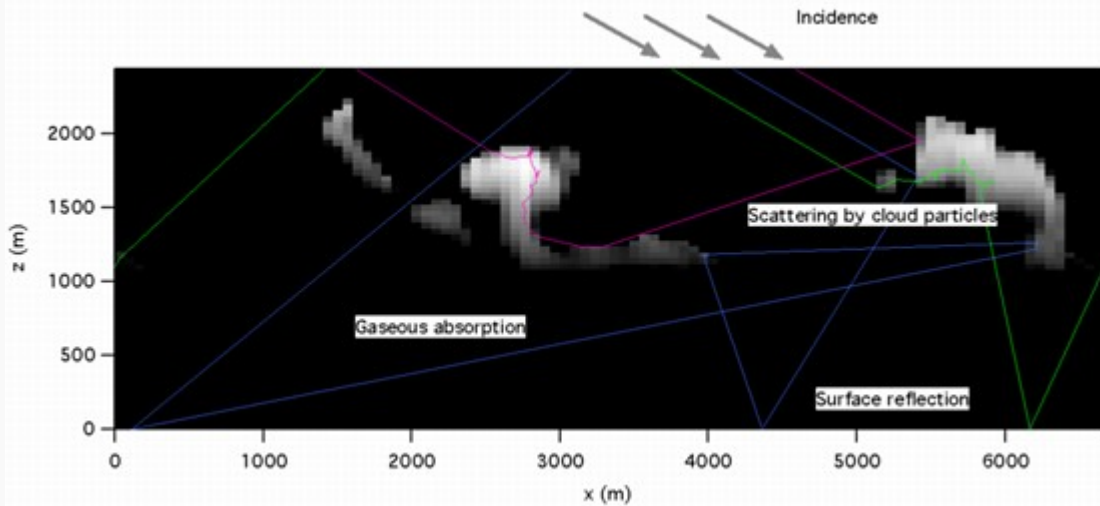 Incidence
2000
1500
1000
500
0
z (m)
Scattering by cloud particles
Gaseous absorption
Surface reflection
0 1000 2000 3000 4000 5000 6000
x (m)